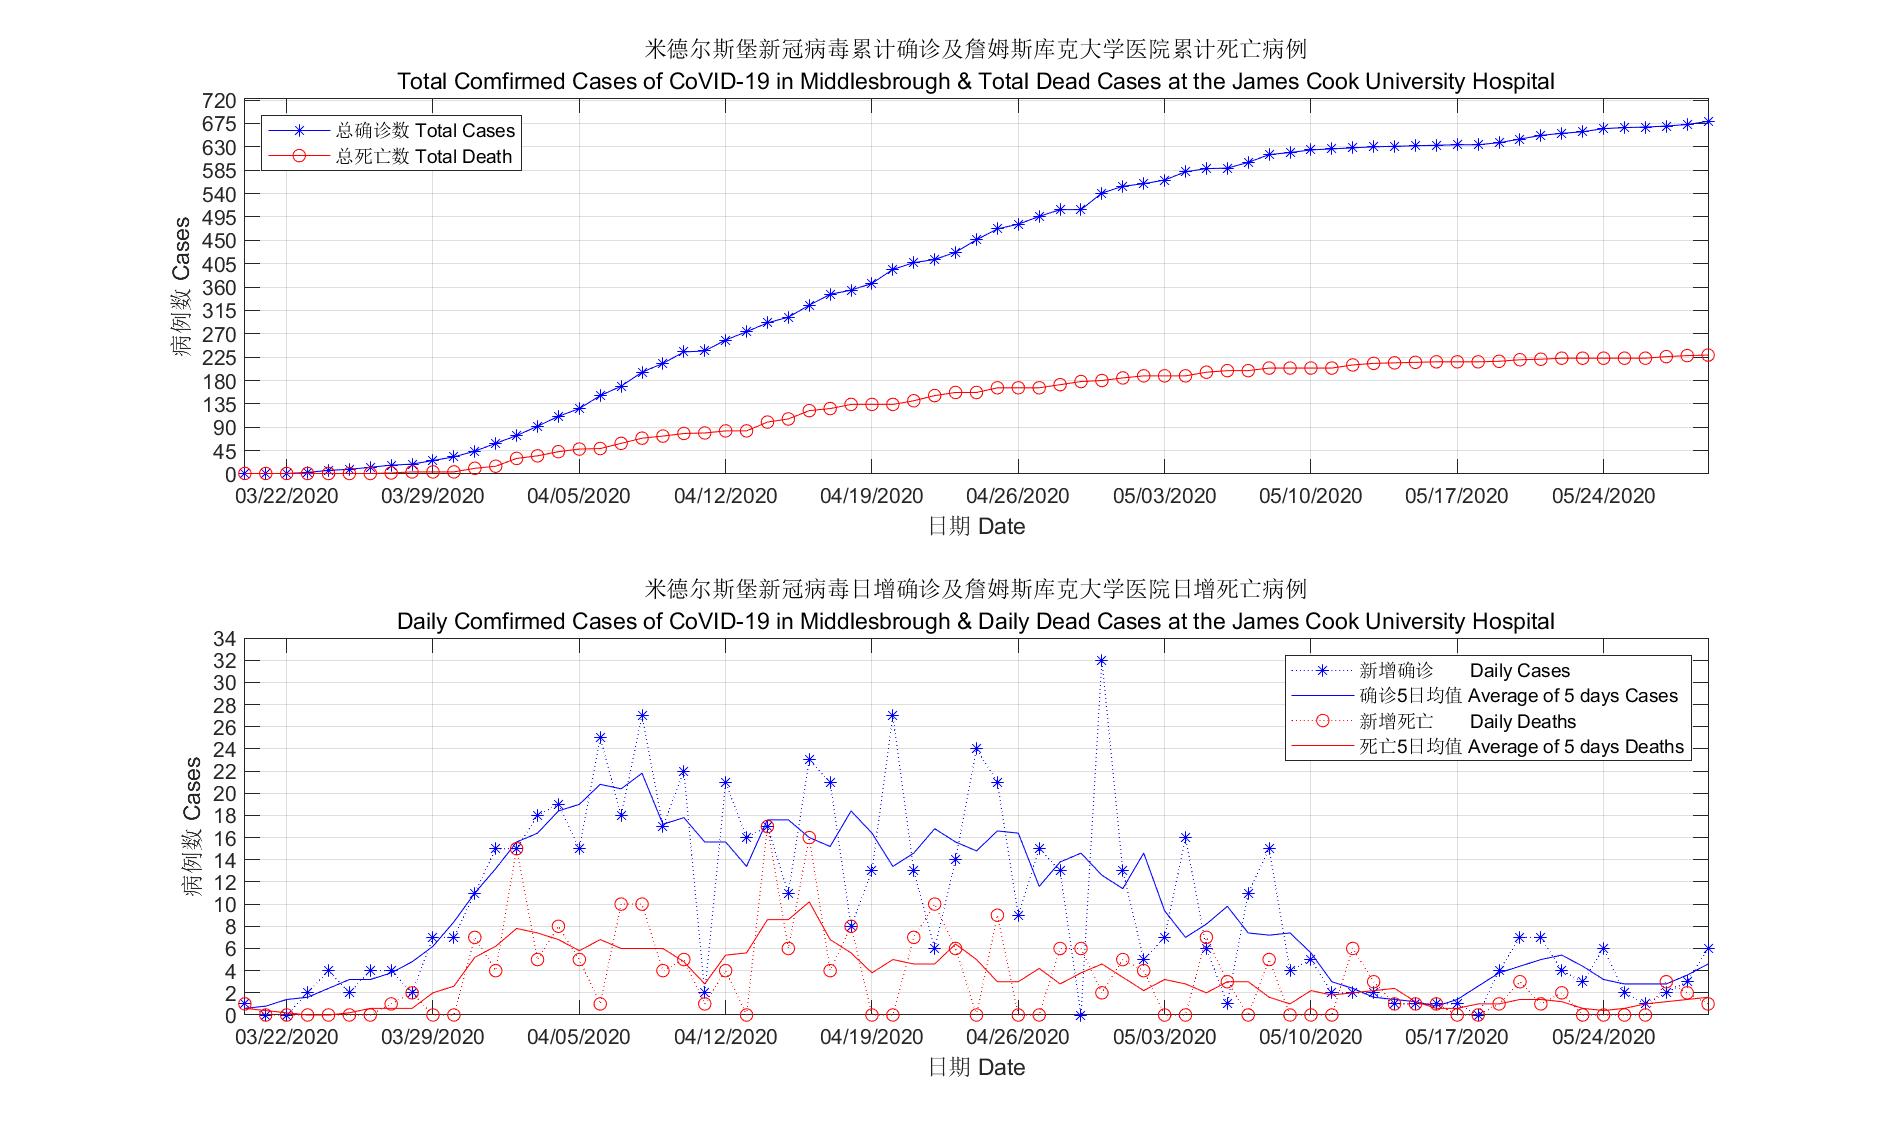 米德尔斯堡新冠病毒累计确诊及詹姆斯库克大学医院累计死亡病例
Total Comfirmed Cases of CoVID-19 in Middlesbrough & Total Dead Cases at the James Cook University Hospital
720
675
630
585
540
495
450
405
360
315
270
225
180
135
90
45
0
病例数 Cases
总确诊数 Total Cases
总死亡数 Total Death
03/22/2020 03/29/2020 04/05/2020 04/12/2020 04/19/2020 04/26/2020 05/03/2020 05/10/2020 05/17/2020 05/24/2020
日期 Date
米德尔斯堡新冠病毒日增确诊及詹姆斯库克大学医院日增死亡病例
Daily Comfirmed Cases of CoVID-19 in Middlesbrough & Daily Dead Cases at the James Cook University Hospital
34
32
30
28
26
24
22
20
18
16
14
12
10
8
6
4
2
0
病例数 Cases
新增确诊 Daily Cases
确诊5日均值 Average of 5 days Cases
新增死亡 Daily Deaths
死亡5日均值 Average of 5 days Deaths
03/22/2020 03/29/2020 04/05/2020 04/12/2020 04/19/2020 04/26/2020 05/03/2020 05/10/2020 05/17/2020 05/24/2020
日期 Date